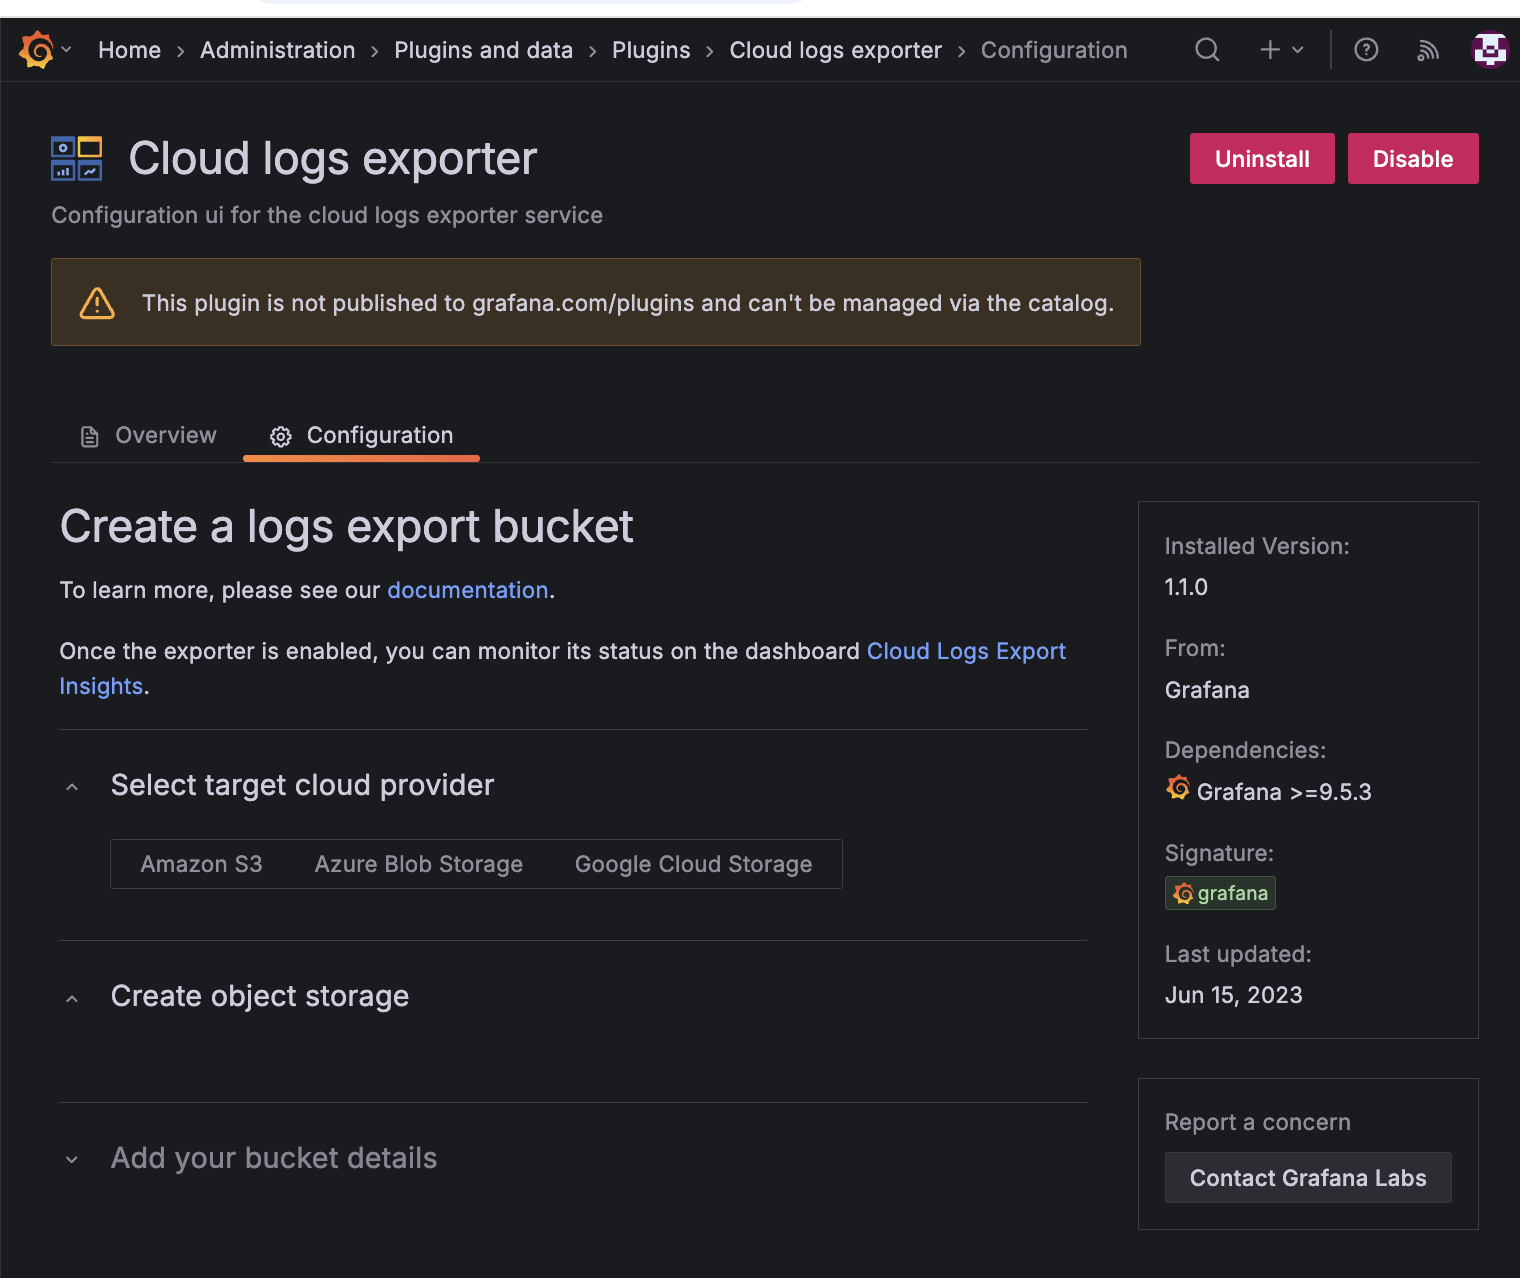 Home > Administration > Plugins and data > Plugins > Cloud logs exporter > Configuration
Cloud logs exporter
Uninstall
Disable
Configuration ui for the cloud logs exporter service
This plugin is not published to grafana.com/plugins and can't be managed via the catalog.
Overview
Configuration
Create a logs export bucket
To learn more, please see our documentation.
Once the exporter is enabled, you can monitor its status on the dashboard Cloud Logs Export
Insights.
Select target cloud provider
Amazon S3
Azure Blob Storage
Google Cloud Storage
Create object storage
Add your bucket details
Installed Version:
1.1.0
From:
Grafana
Dependencies:
Grafana >=9.5.3
Signature:
grafana
Last updated:
Jun 15, 2023
Report a concern
Contact Grafana Labs